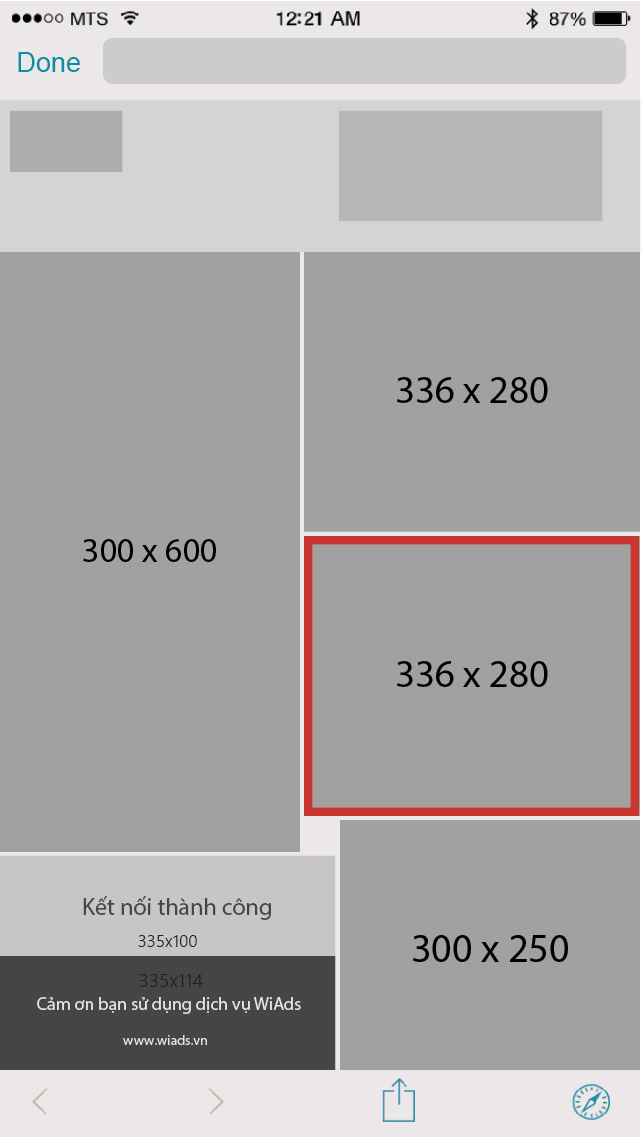 MTS 12:21 AM 87%
Done
336 x 280
300 x 600
336 x 280
Kết nối thành công
335x100
300 x 250
335x114
Cảm ơn bạn sử dụng dịch vụ WiAds
www.wiads.vn